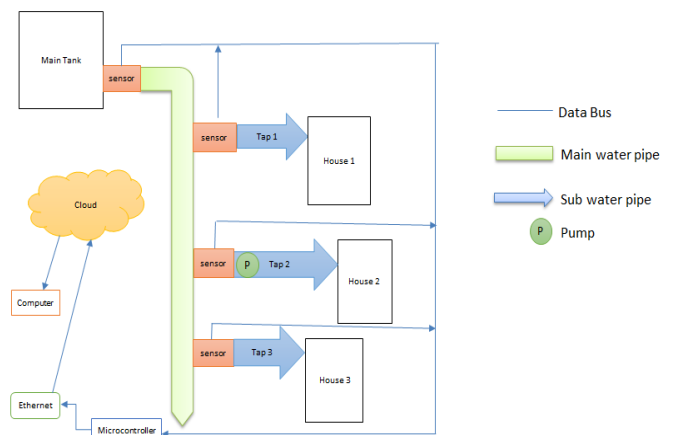 Main Tank
sensor
sensor
Tap 1
House 1
Data Bus
Main water pipe
Sub water pipe
P
Pump
Cloud
sensor
P
Tap 2
House 2
Computer
sensor
Tap 3
House 3
Ethernet
Microcontroller